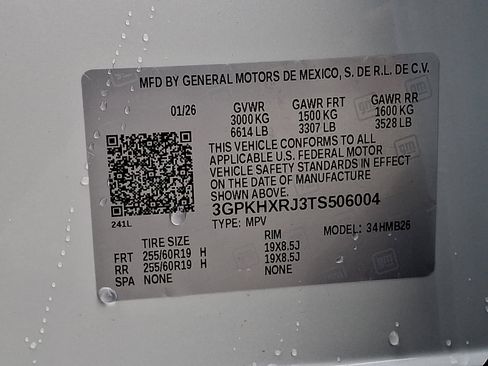 MFD BY GENERAL MOTORS DE MEXICO, S. DE R.L. DE C.V.
01/26 GVWR GAWR FRT GAWR RR
3000 KG 1500 KG 1600 KG
6614 LB 3307 LB 3528 LB
THIS VEHICLE CONFORMS TO ALL
APPLICABLE U.S. FEDERAL MOTOR
VEHICLE SAFETY STANDARDS IN EFFECT
ON THE DATE OF MANUFACTURE
SHOWN ABOVE.
3GPKHXRJ3TS506004
241L
TYPE: MPV MODEL: 34HMB26
TIRE SIZE RIM
FRT 255/60R19 H 19X8.5J
RR 255/60R19 H 19X8.5J
SPA NONE NONE